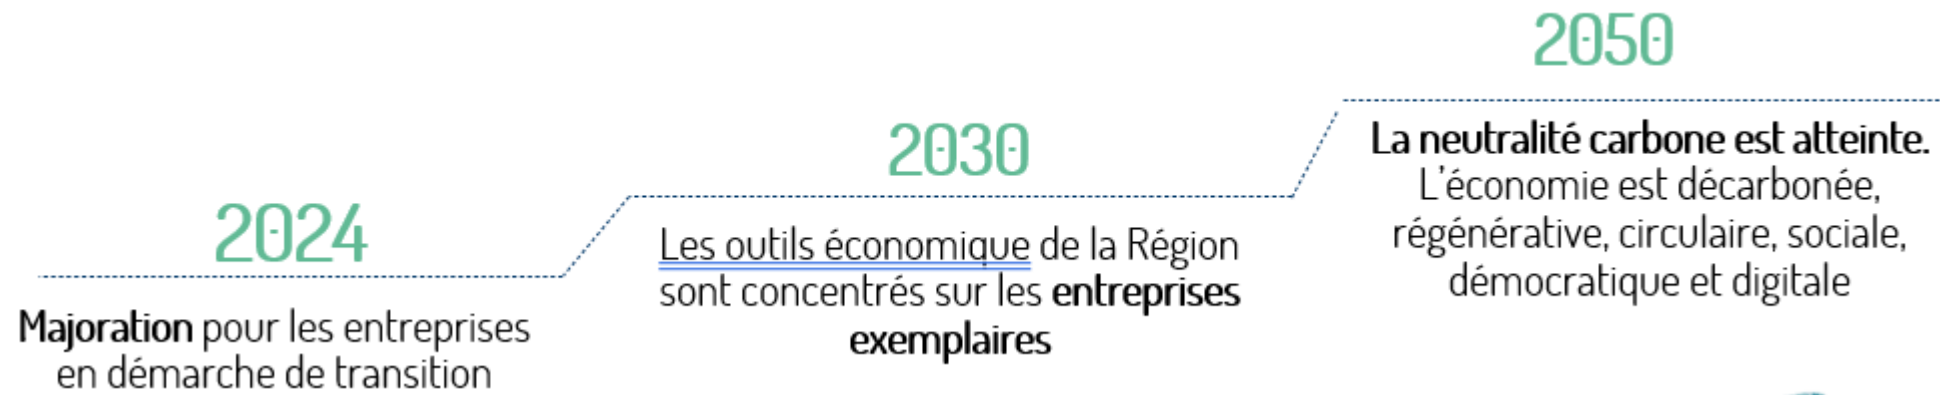 2024
Majoration pour les entreprises
en démarche de transition
2030
Les outils économique de la Région
sont concentrés sur les entreprises
exemplaires
2050
La neutralité carbone est atteinte.
L'économie est décarbonée,
régénérative, circulaire, sociale,
démocratique et digitale